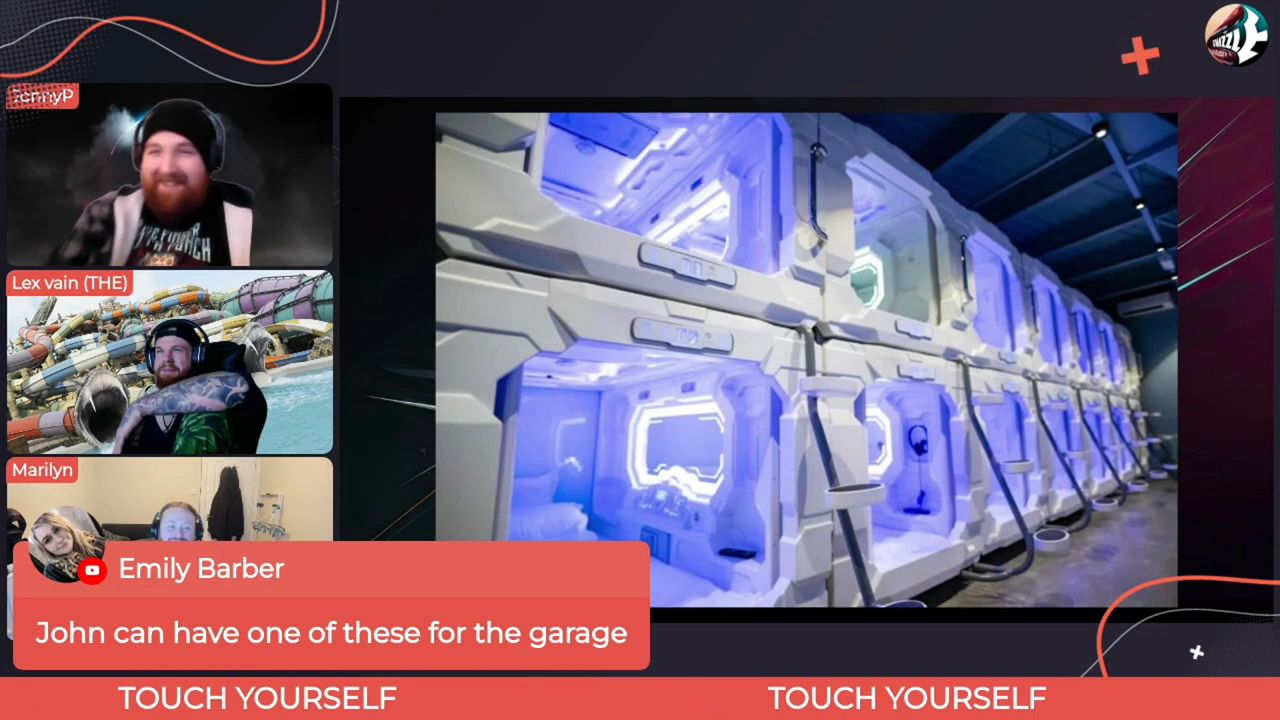 JonnyP
Lex vain (THE)
Marilyn
Emily Barber
John can have one of these for the garage
TOUCH YOURSELF
TOUCH YOURSELF